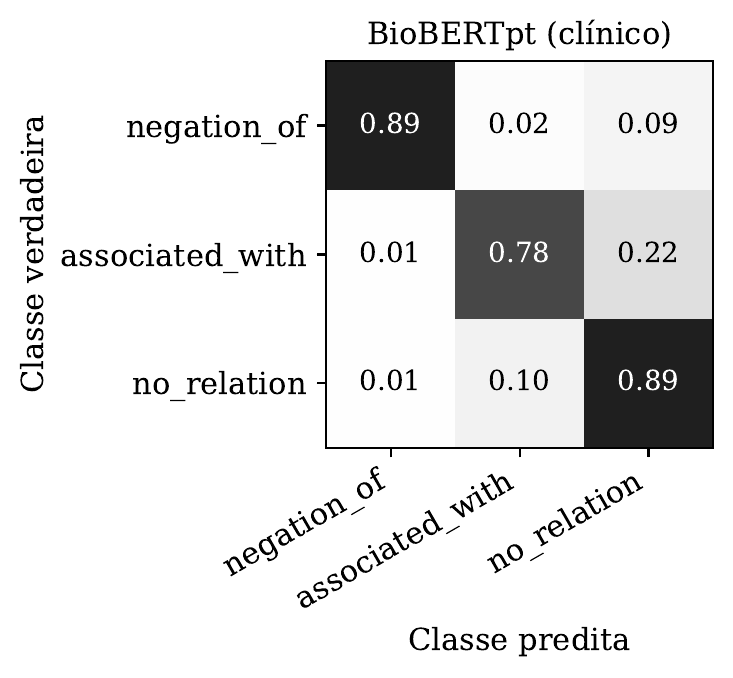 BioBERTpt (clínico)
Classe verdadeira
negation_of 0.89 0.02 0.09
associated_with 0.01 0.78 0.22
no_relation 0.01 0.10 0.89
negation_of
associated_with
no_relation
Classe predita